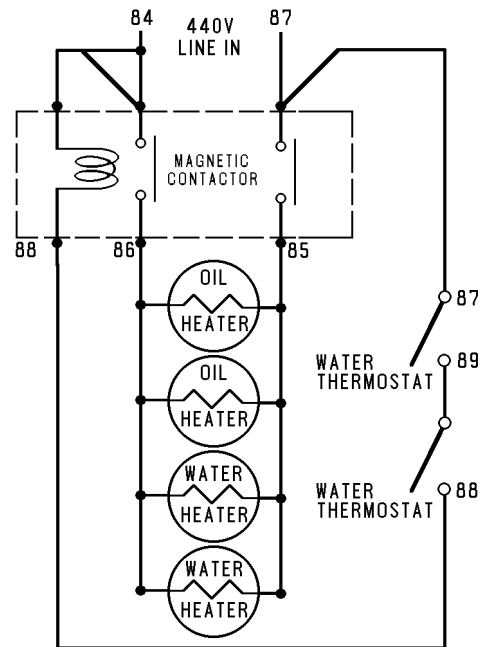 84
440V
LINE IN
87
MAGNETIC
CONTACTOR
88
86
85
OIL
HEATER
OIL
HEATER
WATER
HEATER
WATER
HEATER
87
WATER
THERMOSTAT
89
WATER
THERMOSTAT
88